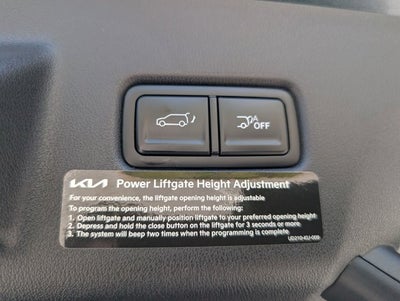 A
OFF
KIA Power Liftgate Height Adjustment
For your convenience, the liftgate opening height is adjustable
To program the opening height, perform the following:
1. Open liftgate and manually position liftgate to your preferred opening height
2. Depress and hold the close button on the liftgate for 3 seconds or more
3. The system will beep two times when the programming is complete